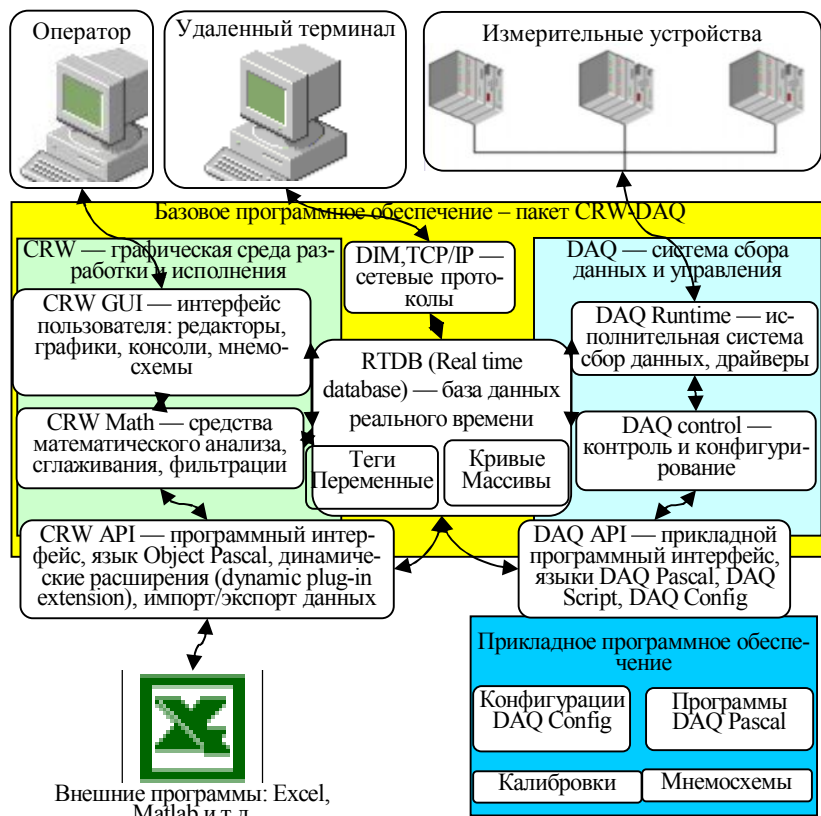 Оператор
Удаленный терминал
Измерительные устройства
Базовое программное обеспечение – пакет CRW-DAQ
CRW — графическая среда раз-
работки и исполнения
DIM,TCP/IP —
сетевые прото-
колы
DAQ — система сбора
данных и управления
CRW GUI — интерфейс
пользователя: редакторы,
графики, консоли, мнемо-
схемы
DAQ Runtime — ис-
полнительная система
сбор данных, драйверы
RTDB (Real time
database) — база данных
реального времени
CRW Math — средства
математического анализа,
сглаживания, фильтрации
Теги
Переменные
Кривые
Массивы
DAQ control —
контроль и конфигури-
рование
CRW API — программный интер-
фейс, язык Object Pascal, динамиче-
ские расширения (dynamic plug-in
extension), импорт/экспорт данных
DAQ API — прикладной
программный интерфейс,
языки DAQ Pascal, DAQ
Script, DAQ Config
Прикладное программное обеспе-
чение
Конфигурации
DAQ Config
Программы
DAQ Pascal
Калибровки
Мнемосхемы
Внешние программы: Excel,
Matlab и т.д.